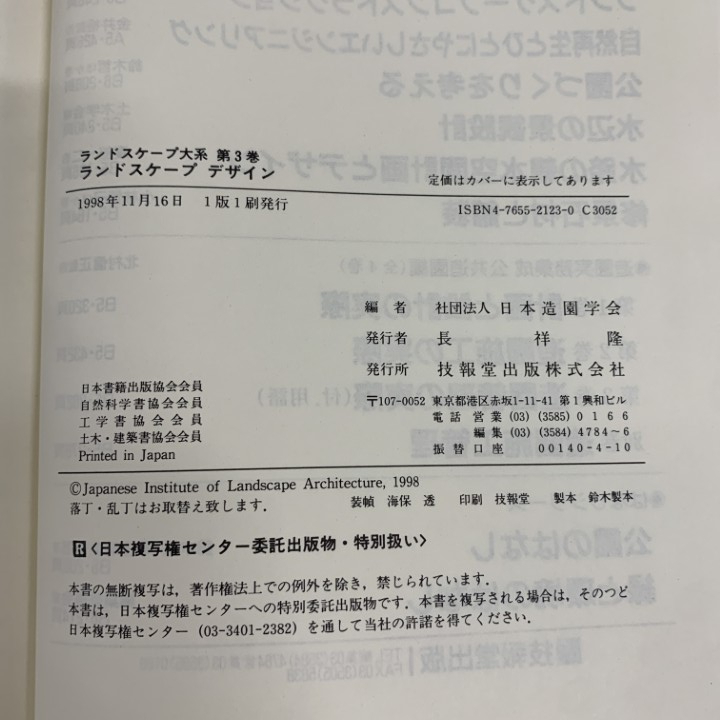 ランドスケープ大系 第3巻
ランドスケープ デザイン
定価はカバーに表示してあります
1998年11月16日 1版1刷発行
ISBN4-7655-2123-0 C3052
編者 社団法人 日本造園学会
発行者 長 祥 隆
発行所 技報堂出版株式会社
〒107-0052 東京都港区赤坂1-11-41 第1興和ビル
電話 営業 (03) (3585) 0166
編集 (03) (3584) 4784~6
振替口座 00140-4-10
日本書籍出版協会会員
自然科学書協会会員
工学書協会会員
土木・建築書協会会員
Printed in Japan
©Japanese Institute of Landscape Architecture, 1998
落丁・乱丁はお取替え致します.
装幀 海保 透 印刷 技報堂 製本 鈴木製本
R〈日本複写権センター委託出版物・特別扱い〉
本書の無断複写は,著作権法上での例外を除き,禁じられています.
本書は,日本複写権センターへの特別委託出版物です.本書を複写される場合は,そのつど
日本複写権センター (03-3401-2382) を通して当社の許諾を得てください.